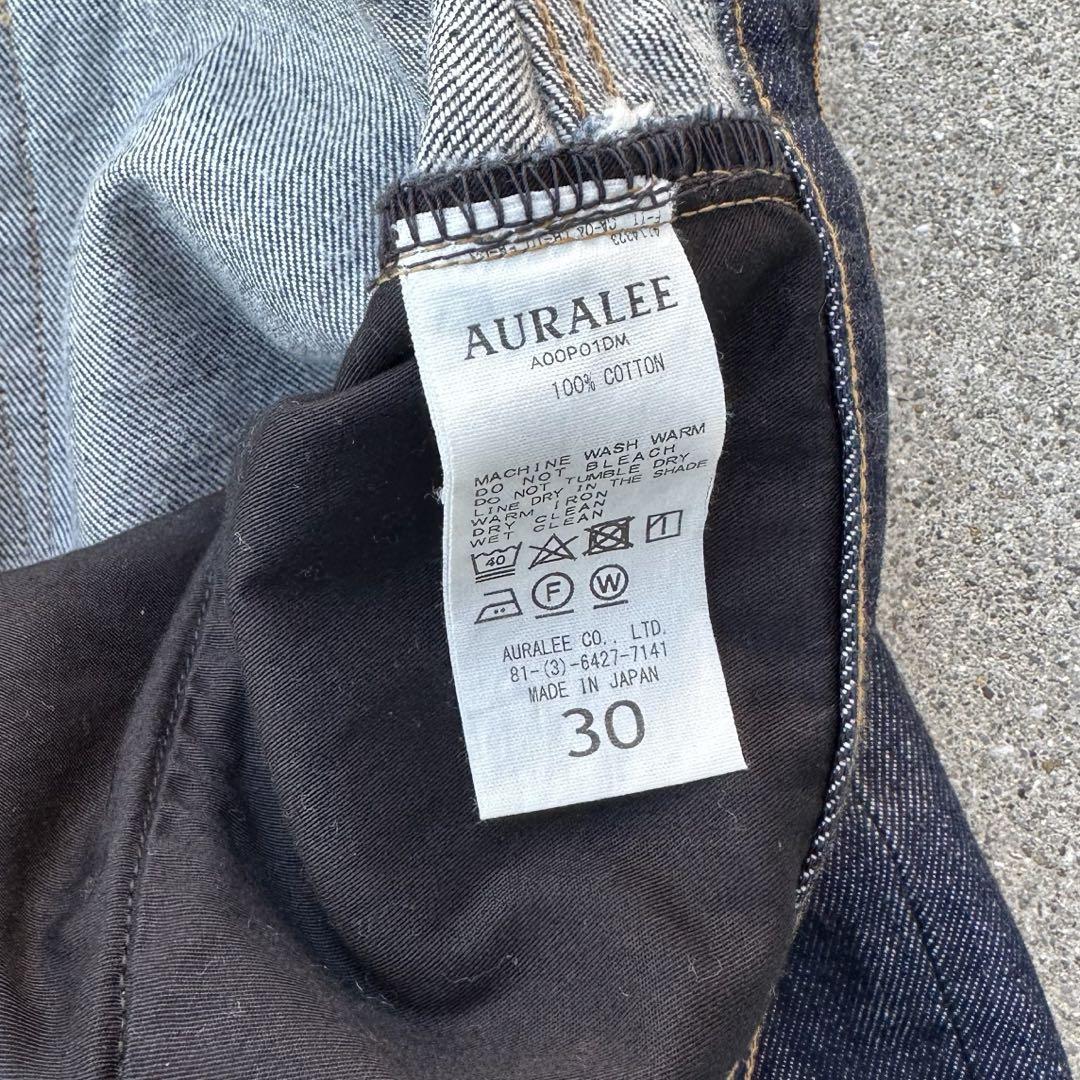 AURALEE
A00P01DM
100% COTTON
MACHINE WASH WARM
DO NOT BLEACH
DO NOT TUMBLE DRY
LINE DRY IN THE SHADE
WARM IRON
DRY CLEAN
WET CLEAN
40
F W
AURALEE CO., LTD.
81-(3)-6427-7141
MADE IN JAPAN
30